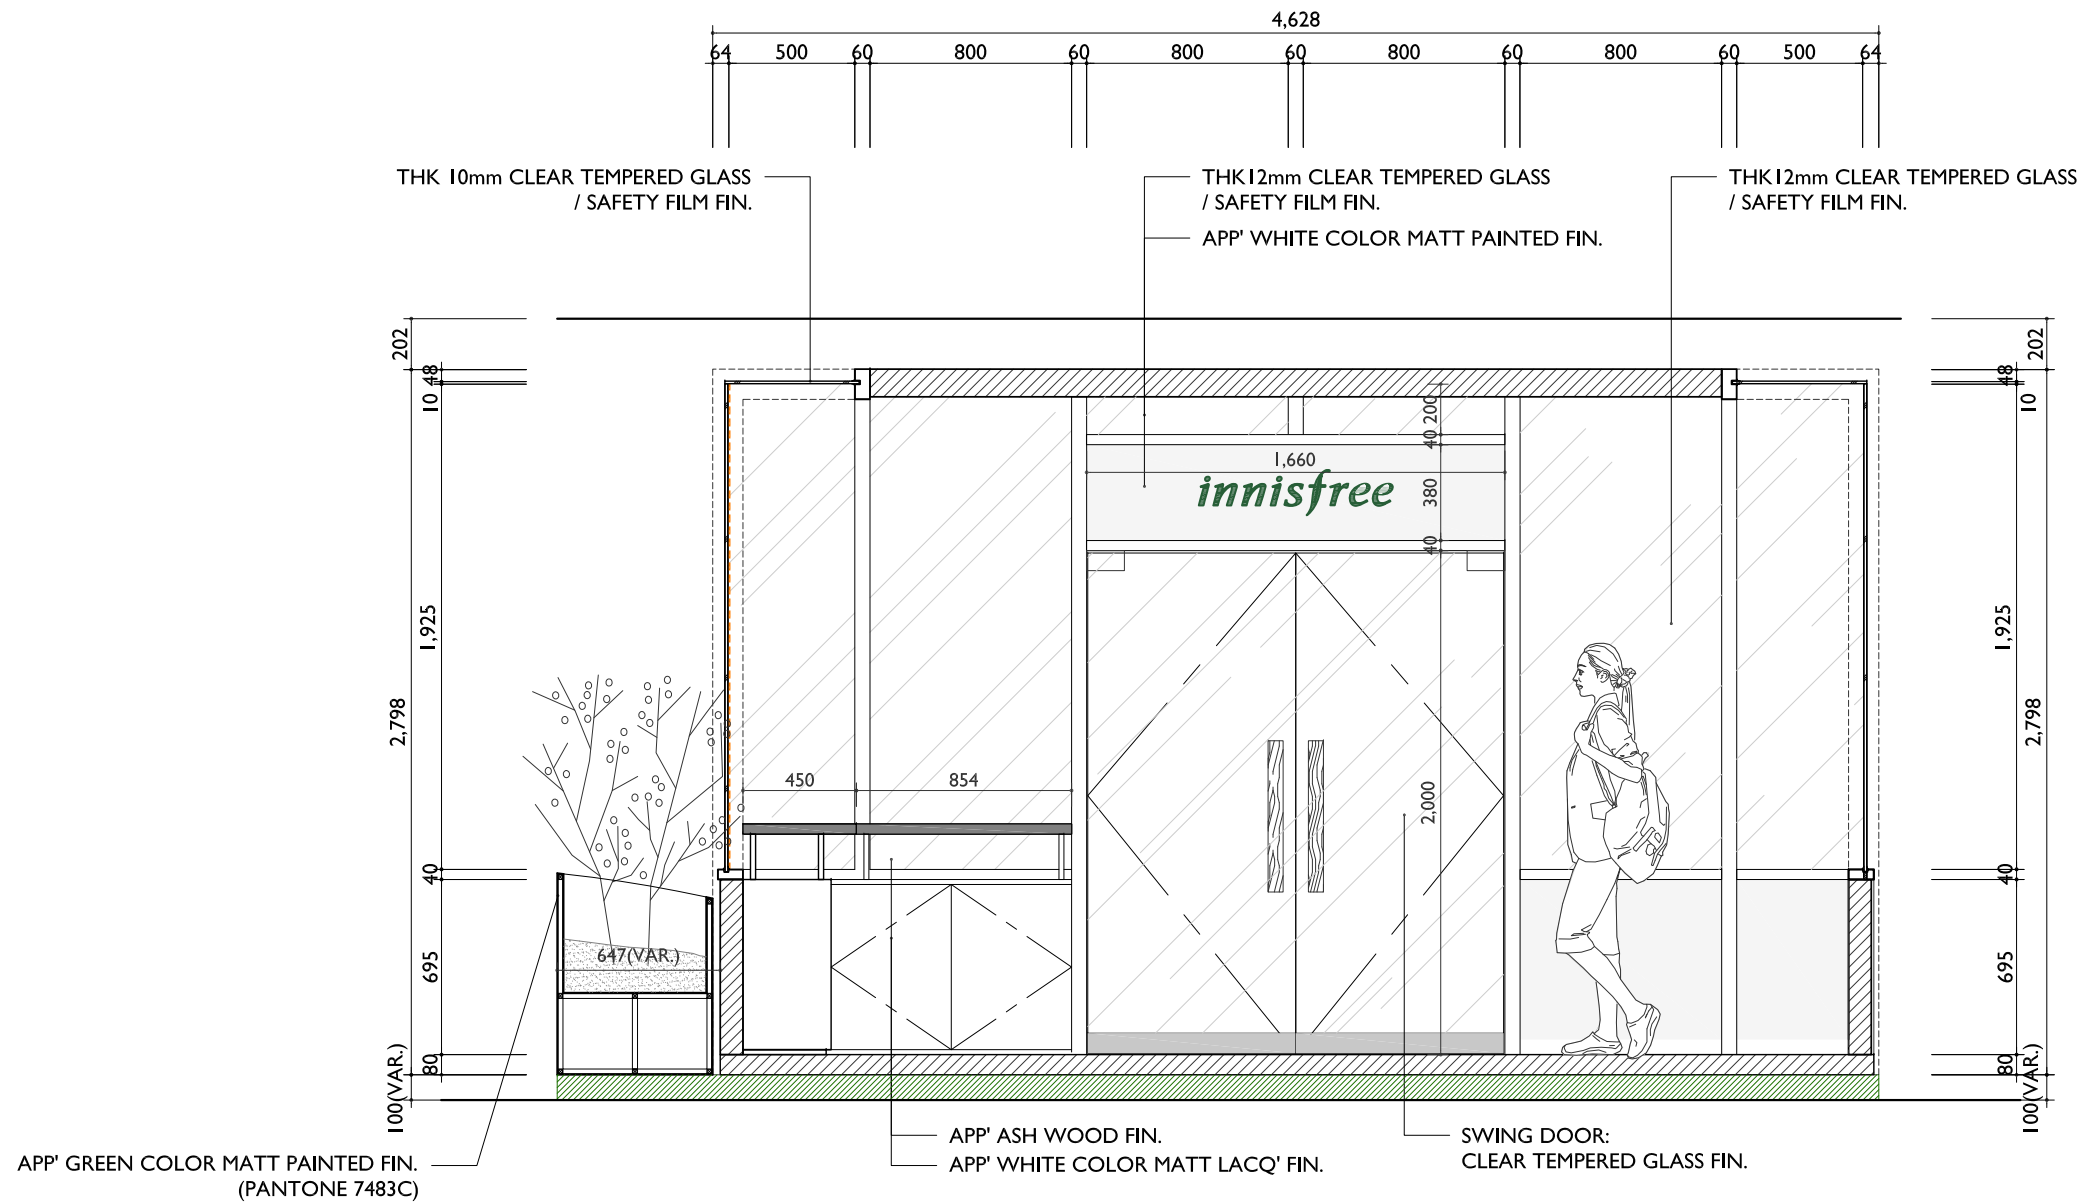 4,628
64 500 60 800 60 800 60 800 60 800 60 500 64
THK 10mm CLEAR TEMPERED GLASS
/ SAFETY FILM FIN.
THK12mm CLEAR TEMPERED GLASS
/ SAFETY FILM FIN.
APP' WHITE COLOR MATT PAINTED FIN.
THK12mm CLEAR TEMPERED GLASS
/ SAFETY FILM FIN.
202
48
10
1,925
2,798
40
695
80
100(VAR.)
200
40
1,660
innisfree
380
40
450 854
2,000
647(VAR.)
202
48
10
1,925
2,798
40
695
80
100(VAR.)
APP' GREEN COLOR MATT PAINTED FIN.
(PANTONE 7483C)
APP' ASH WOOD FIN.
APP' WHITE COLOR MATT LACQ' FIN.
SWING DOOR:
CLEAR TEMPERED GLASS FIN.